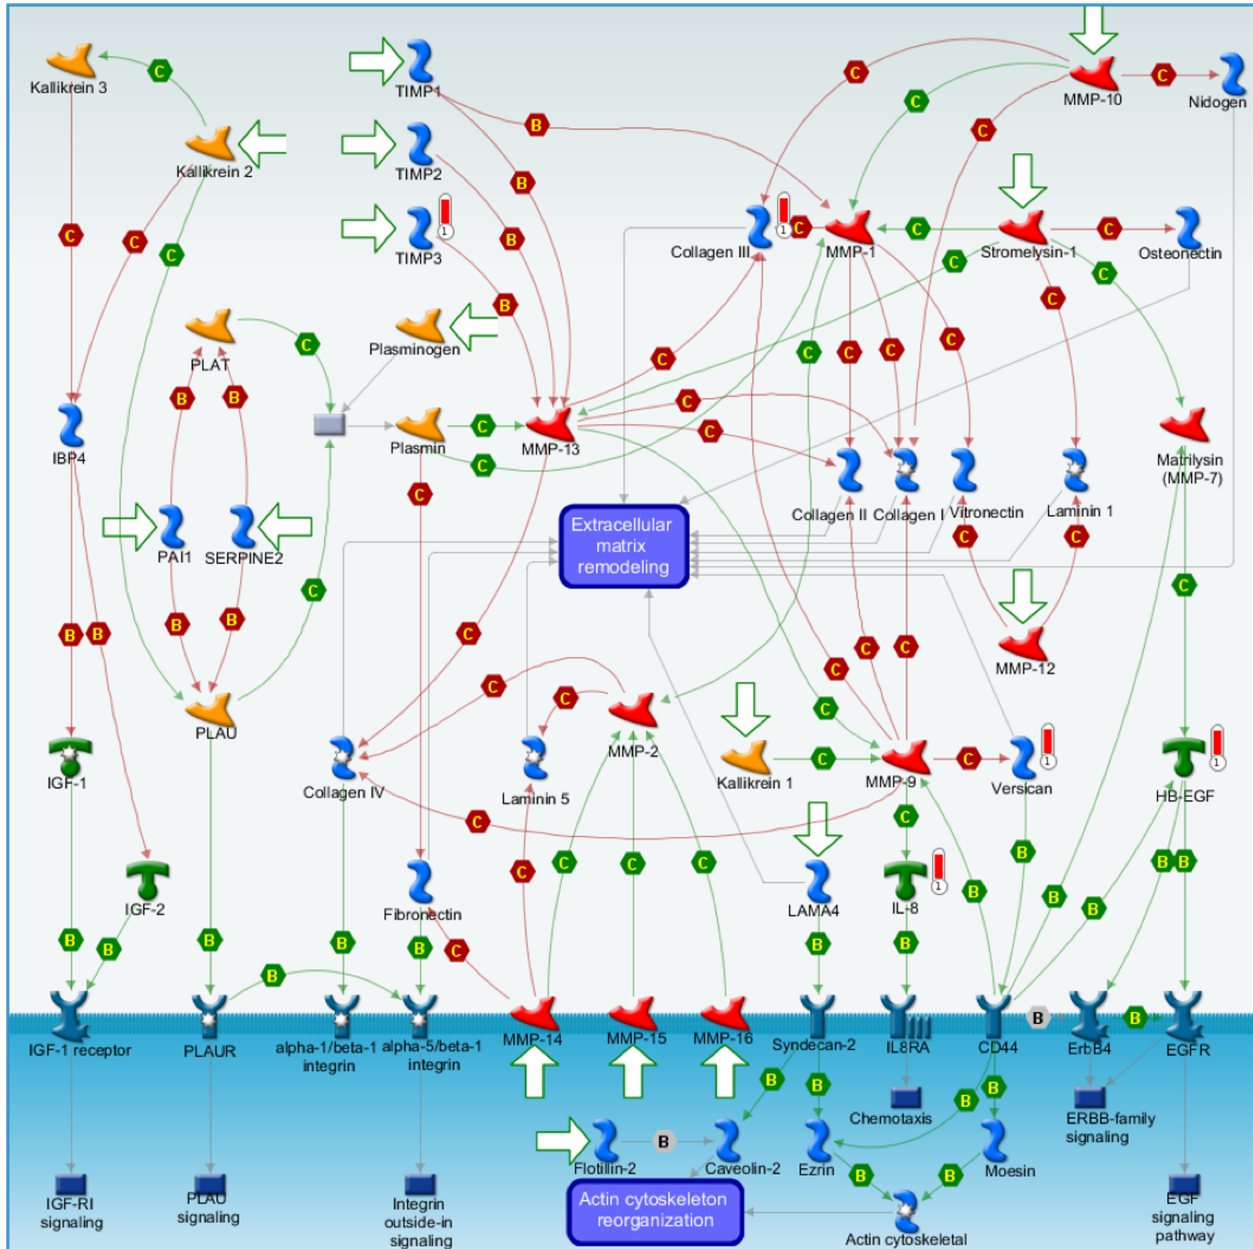 C
Kallikrein 3
TIMP1
C
C
MMP-10
C
Nidogen
Kallikrein 2
B
TIMP2
C
B
C
C
TIMP3
1
B
Collagen III
1
C
MMP-1
C
Stromelysin-1
C
Osteonectin
C
C
C
C
B
PLAT
C
Plasminogen
C
C
C
C
C
C
B
B
C
C
IBP4
Plasmin
C
MMP-13
C
C
Matrilysin
(MMP-7)
C
Collagen II
Collagen I
Vitronectin
Laminin 1
PAI1
SERPINE2
Extracellular
matrix
remodeling
C
C
C
C
B
B
B
B
C
C
C
C
MMP-12
PLAU
C
C
MMP-2
C
IGF-1
Collagen IV
Laminin 5
Kallikrein 1
C
MMP-9
C
Versican
1
HB-EGF
1
C
C
IGF-2
Fibronectin
C
C
C
C
LAMA4
IL-8
1
B
B
B
B
B
B
B
B
B
B
C
B
B
B
B
IGF-1 receptor
PLAUR
alpha-1/beta-1
integrin
alpha-5/beta-1
integrin
MMP-14
MMP-15
MMP-16
Syndecan-2
IL8RA
CD44
B
ErbB4
B
EGFR
B
B
B
B
Chemotaxis
ERBB-family
signaling
Flotillin-2
B
Caveolin-2
Ezrin
Moesin
B
B
IGF-RI
signaling
PLAU
signaling
Integrin
outside-in
signaling
Actin cytoskeleton
reorganization
Actin cytoskeletal
EGF
signaling
pathway